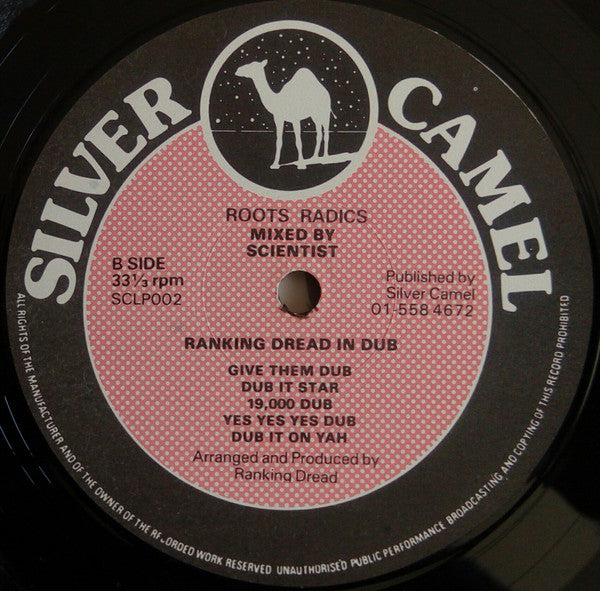 SILVER CAMEL
ROOTS RADICS
MIXED BY
SCIENTIST
B SIDE
33⅓ rpm
SCLP002
Published by
Silver Camel
01-558 4672
RANKING DREAD IN DUB
GIVE THEM DUB
DUB IT STAR
19,000 DUB
YES YES YES DUB
DUB IT ON YAH
Arranged and Produced by
Ranking Dread
ALL RIGHTS OF THE MANUFACTURER AND OF THE OWNER OF THE RECORDED WORK RESERVED UNAUTHORISED PUBLIC PERFORMANCE BROADCASTING AND COPYING OF THIS RECORD PROHIBITED